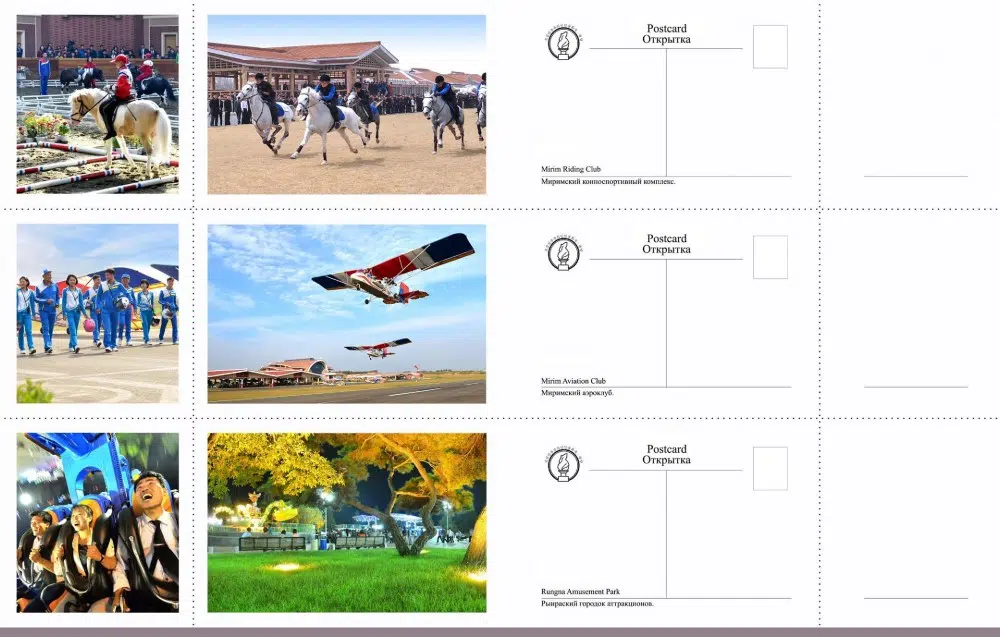 Postcard
Открытка
Mirim Riding Club
Миримский конноспортивный комплекс.
Postcard
Открытка
Mirim Aviation Club
Миримский аэроклуб.
Postcard
Открытка
Rungna Amusement Park
Рынраский городок аттракционов.